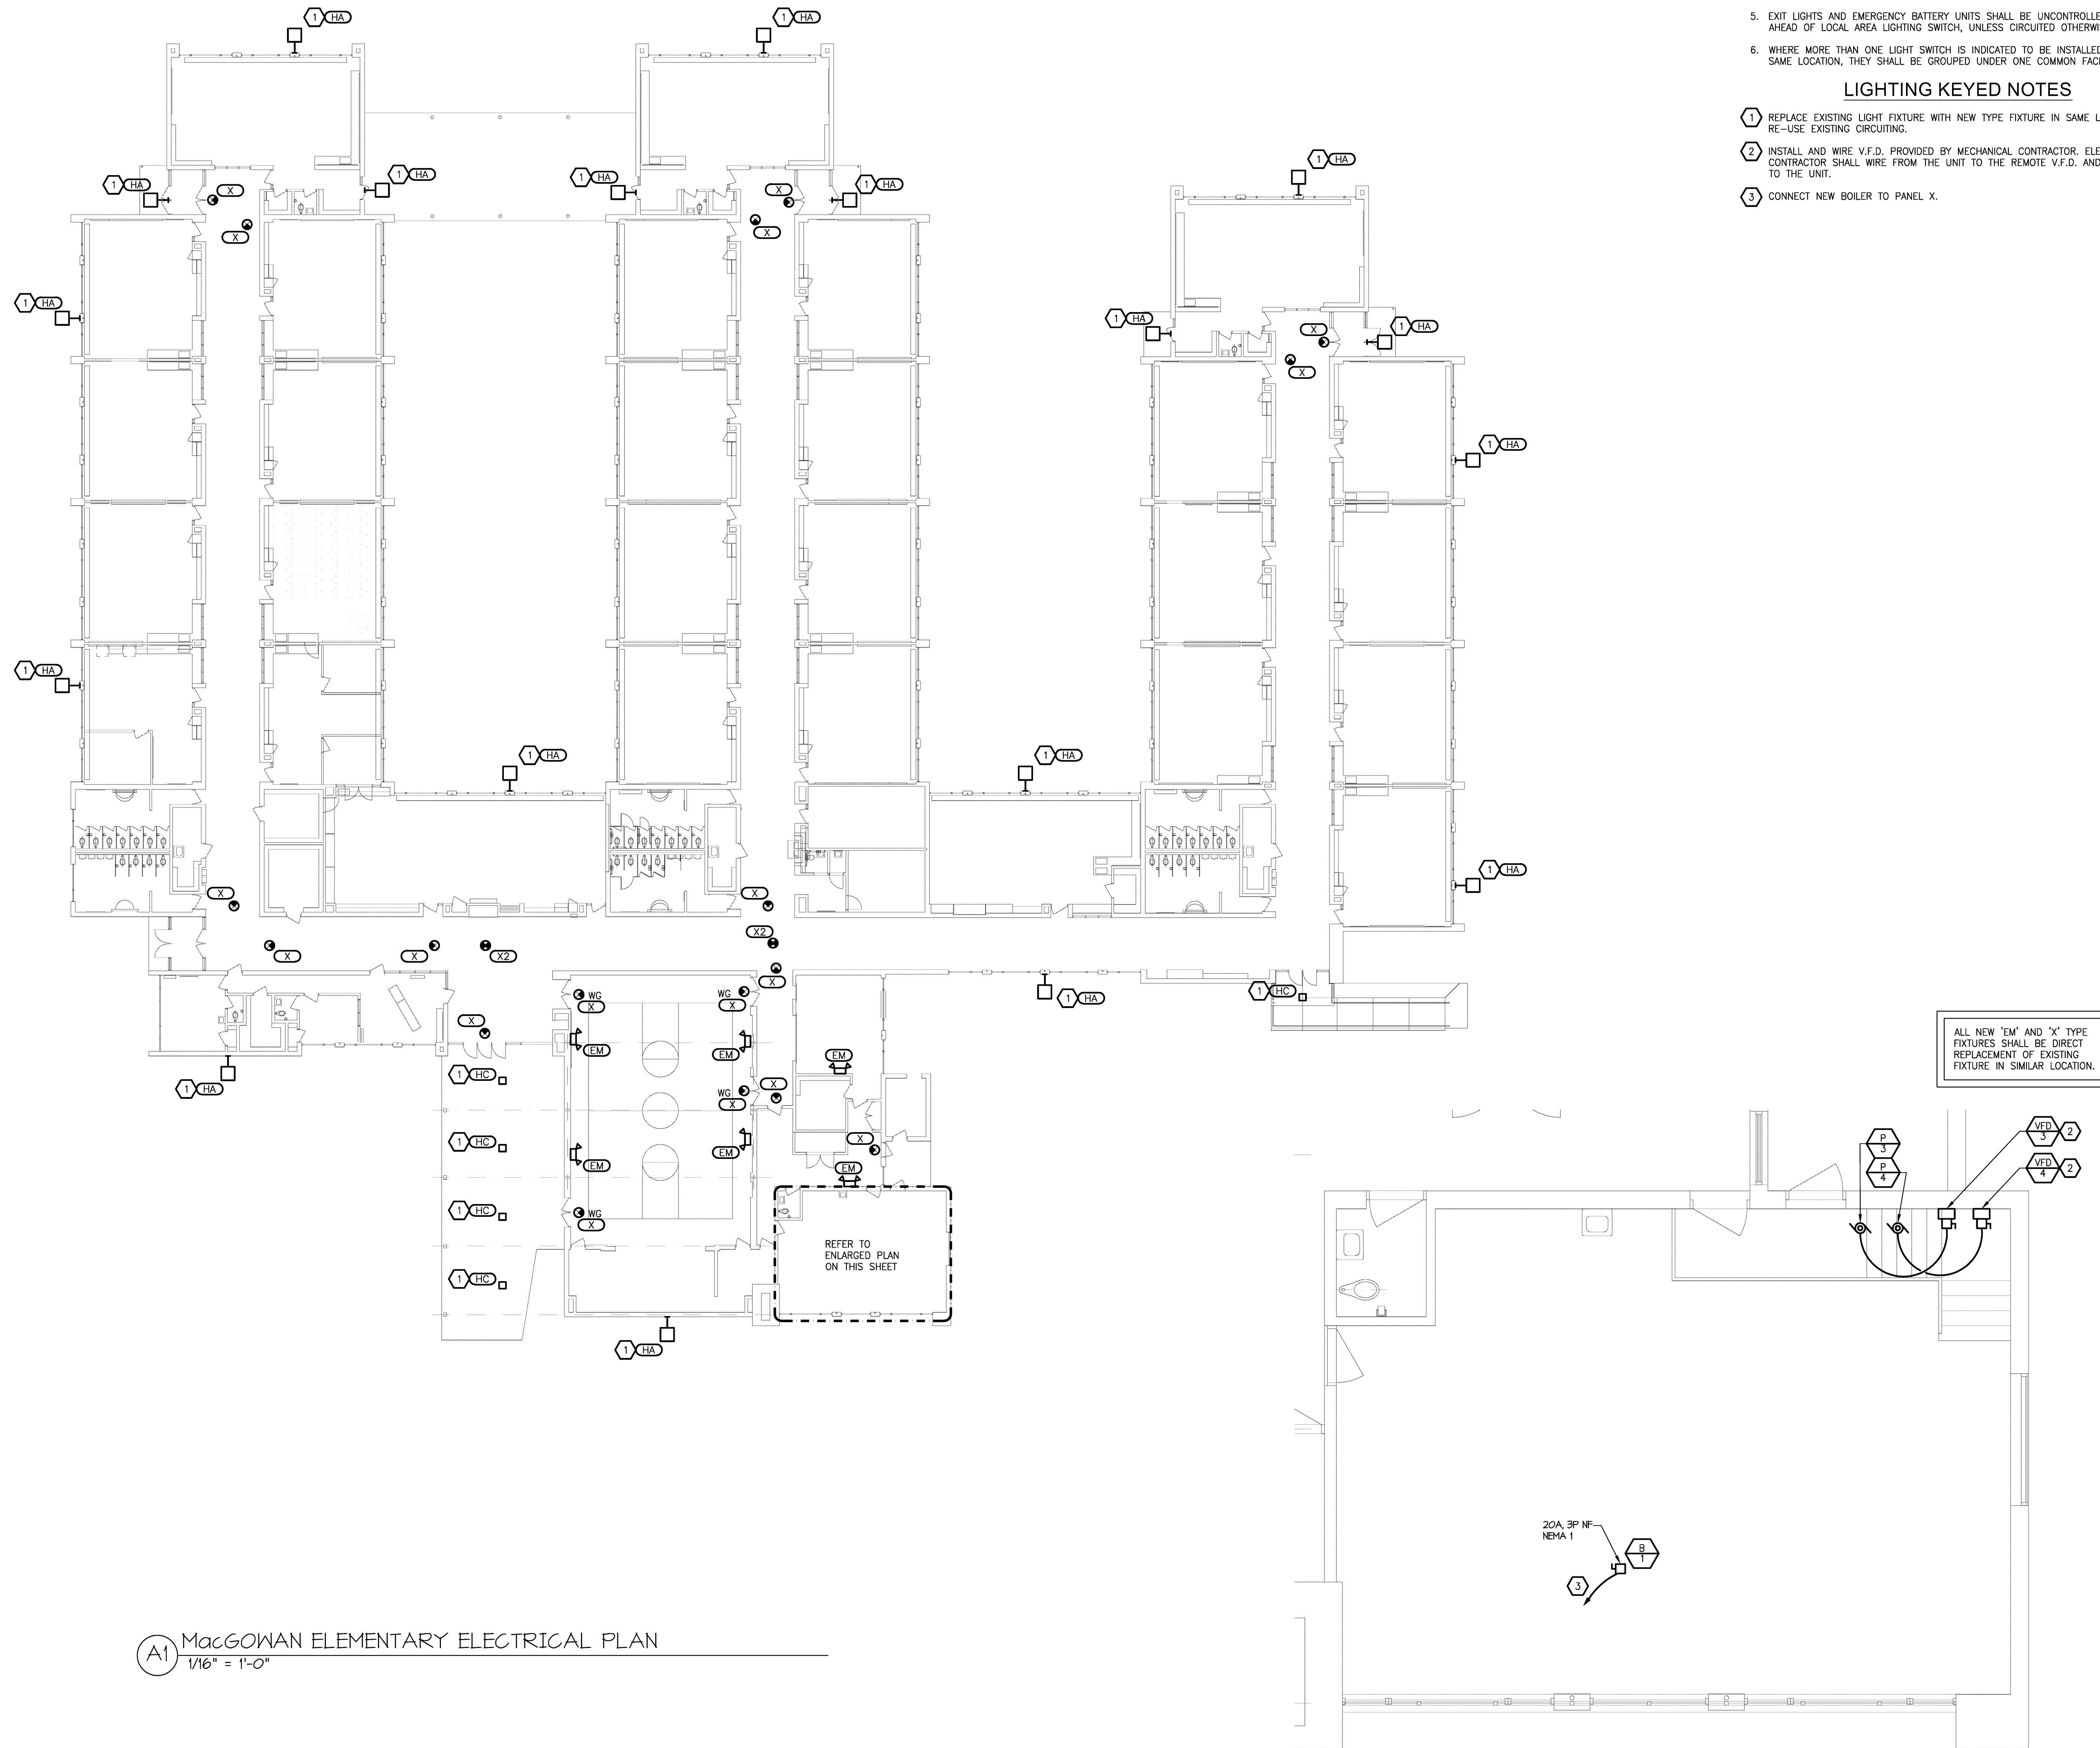 5. EXIT LIGHTS AND EMERGENCY BATTERY UNITS SHALL BE UNCONTROLLE
AHEAD OF LOCAL AREA LIGHTING SWITCH, UNLESS CIRCUITED OTHERWI
6. WHERE MORE THAN ONE LIGHT SWITCH IS INDICATED TO BE INSTALLED
SAME LOCATION, THEY SHALL BE GROUPED UNDER ONE COMMON FAC
LIGHTING KEYED NOTES
1 REPLACE EXISTING LIGHT FIXTURE WITH NEW TYPE FIXTURE IN SAME L
RE-USE EXISTING CIRCUITING.
2 INSTALL AND WIRE V.F.D. PROVIDED BY MECHANICAL CONTRACTOR. ELE
CONTRACTOR SHALL WIRE FROM THE UNIT TO THE REMOTE V.F.D. AND
TO THE UNIT.
3 CONNECT NEW BOILER TO PANEL X.
1 HA
1 HA
1 HA
1 HA
1 HA
1 HA
1 HA
1 HA
X
X
X
X
1 HA
1 HA
X
X
1 HA
1 HA
1 HA
1 HA
1 HA
1 HA
X
X
X2
X
X
X2
X
1 HA
1 HC
WG
X
WG
X
X
EM
EM
EM
1 HC
1 HA
WG
X
X
1 HC
X
EM
EM
EM
1 HC
WG
X
1 HC
REFER TO
ENLARGED PLAN
ON THIS SHEET
1 HA
ALL NEW 'EM' AND 'X' TYPE
FIXTURES SHALL BE DIRECT
REPLACEMENT OF EXISTING
FIXTURE IN SIMILAR LOCATION.
P
3
P
4
VFD
3
2
VFD
4
2
20A, 3P NF
NEMA 1
B
1
3
A1
MacGOWAN ELEMENTARY ELECTRICAL PLAN
1/16" = 1'-0"